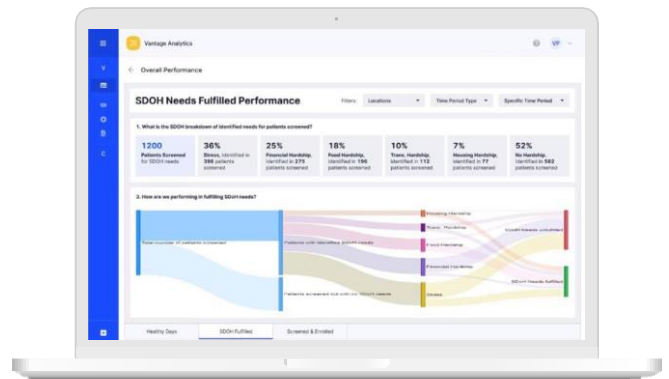 Vantage Analytics
VP
Overall Performance
SDOH Needs Fulfilled Performance
Filters:
Locations
Time Period Type
Specific Time Period
1. What is the SDOH breakdown of identified needs for patients screened?
1200
Patients Screened
for SDOH needs
36%
Stress, identified in
388 patients
screened
25%
Financial Hardship,
identified in 275
patients screened
18%
Food Hardship,
identified in 196
patients screened
10%
Trans. Hardship,
identified in 112
patients screened
7%
Housing Hardship,
identified in 77
patients screened
52%
No Hardship,
identified in 562
patients screened
3. How are we performing in fulfilling SDoH needs?
Housing Hardship
Trans. Hardship
Food Hardship
Financial Hardship
Stress
Total number of patients screened
Patients with identified SDOH needs
Patients screened but with no SDOH needs
SDoH Needs unfulfilled
SDoH Needs fulfilled
Healthy Days
SDOH Fulfilled
Screened & Enrolled